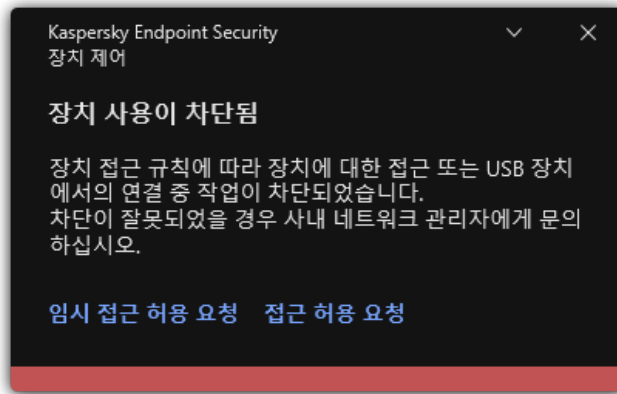 Kaspersky Endpoint Security
장치 제어
장치 사용이 차단됨
장치 접근 규칙에 따라 장치에 대한 접근 또는 USB 장치
에서의 연결 중 작업이 차단되었습니다.
차단이 잘못되었을 경우 사내 네트워크 관리자에게 문의
하십시오.
임시 접근 허용 요청 접근 허용 요청